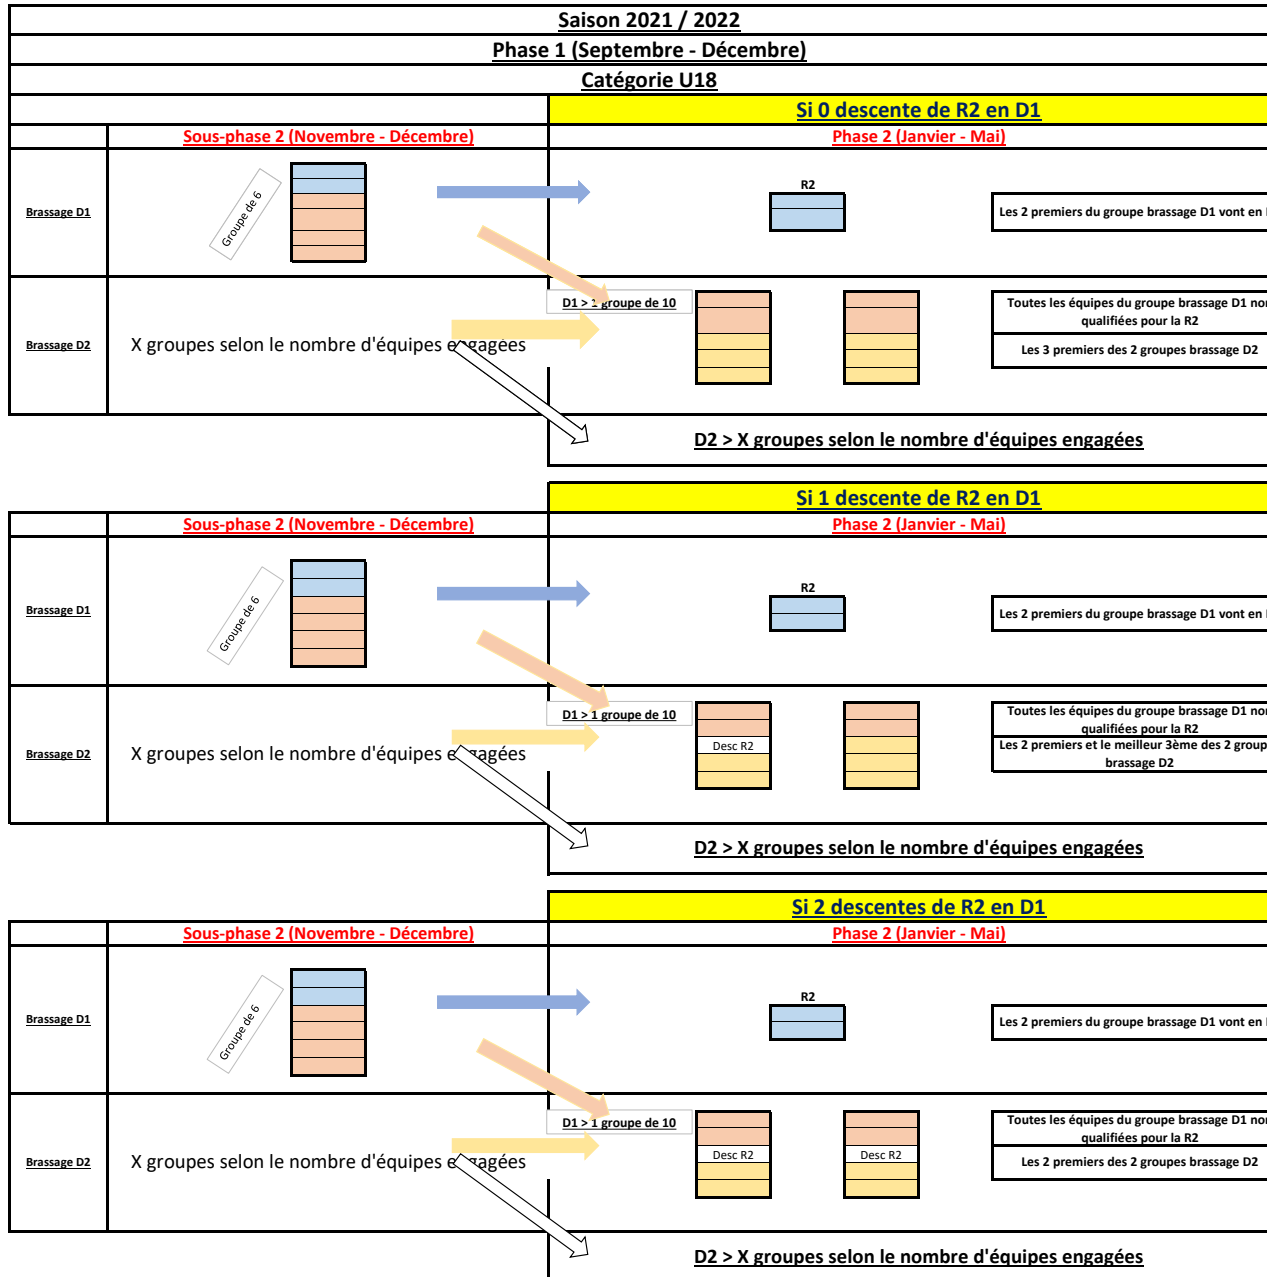 Saison 2021 / 2022
Phase 1 (Septembre - Décembre)
Catégorie U18
Si 0 descente de R2 en D1
Sous-phase 2 (Novembre - Décembre)
Phase 2 (Janvier - Mai)
Brassage D1
Groupe de 6
R2
Les 2 premiers du groupe brassage D1 vont en
Brassage D2
X groupes selon le nombre d'équipes engagées
D1 > 1 groupe de 10
Toutes les équipes du groupe brassage D1 non
qualifiées pour la R2
Les 3 premiers des 2 groupes brassage D2
D2 > X groupes selon le nombre d'équipes engagées
Si 1 descente de R2 en D1
Sous-phase 2 (Novembre - Décembre)
Phase 2 (Janvier - Mai)
Brassage D1
Groupe de 6
R2
Les 2 premiers du groupe brassage D1 vont en
Brassage D2
X groupes selon le nombre d'équipes engagées
D1 > 1 groupe de 10
Desc R2
Toutes les équipes du groupe brassage D1 non
qualifiées pour la R2
Les 2 premiers et le meilleur 3ème des 2 group
brassage D2
D2 > X groupes selon le nombre d'équipes engagées
Si 2 descentes de R2 en D1
Sous-phase 2 (Novembre - Décembre)
Phase 2 (Janvier - Mai)
Brassage D1
Groupe de 6
R2
Les 2 premiers du groupe brassage D1 vont en
Brassage D2
X groupes selon le nombre d'équipes engagées
D1 > 1 groupe de 10
Desc R2
Desc R2
Toutes les équipes du groupe brassage D1 non
qualifiées pour la R2
Les 2 premiers des 2 groupes brassage D2
D2 > X groupes selon le nombre d'équipes engagées